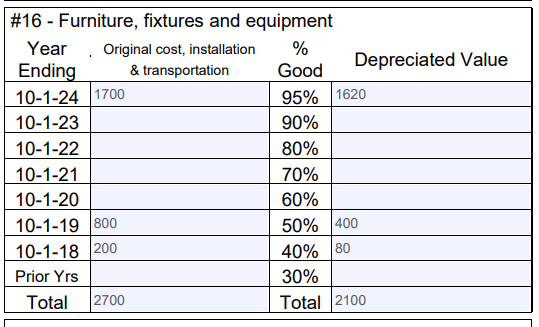 #16 - Furniture, fixtures and equipment
Year Ending Original cost, installation & transportation % Good Depreciated Value
10-1-24 1700 95% 1620
10-1-23 90%
10-1-22 80%
10-1-21 70%
10-1-20 60%
10-1-19 800 50% 400
10-1-18 200 40% 80
Prior Yrs 30%
Total 2700 Total 2100